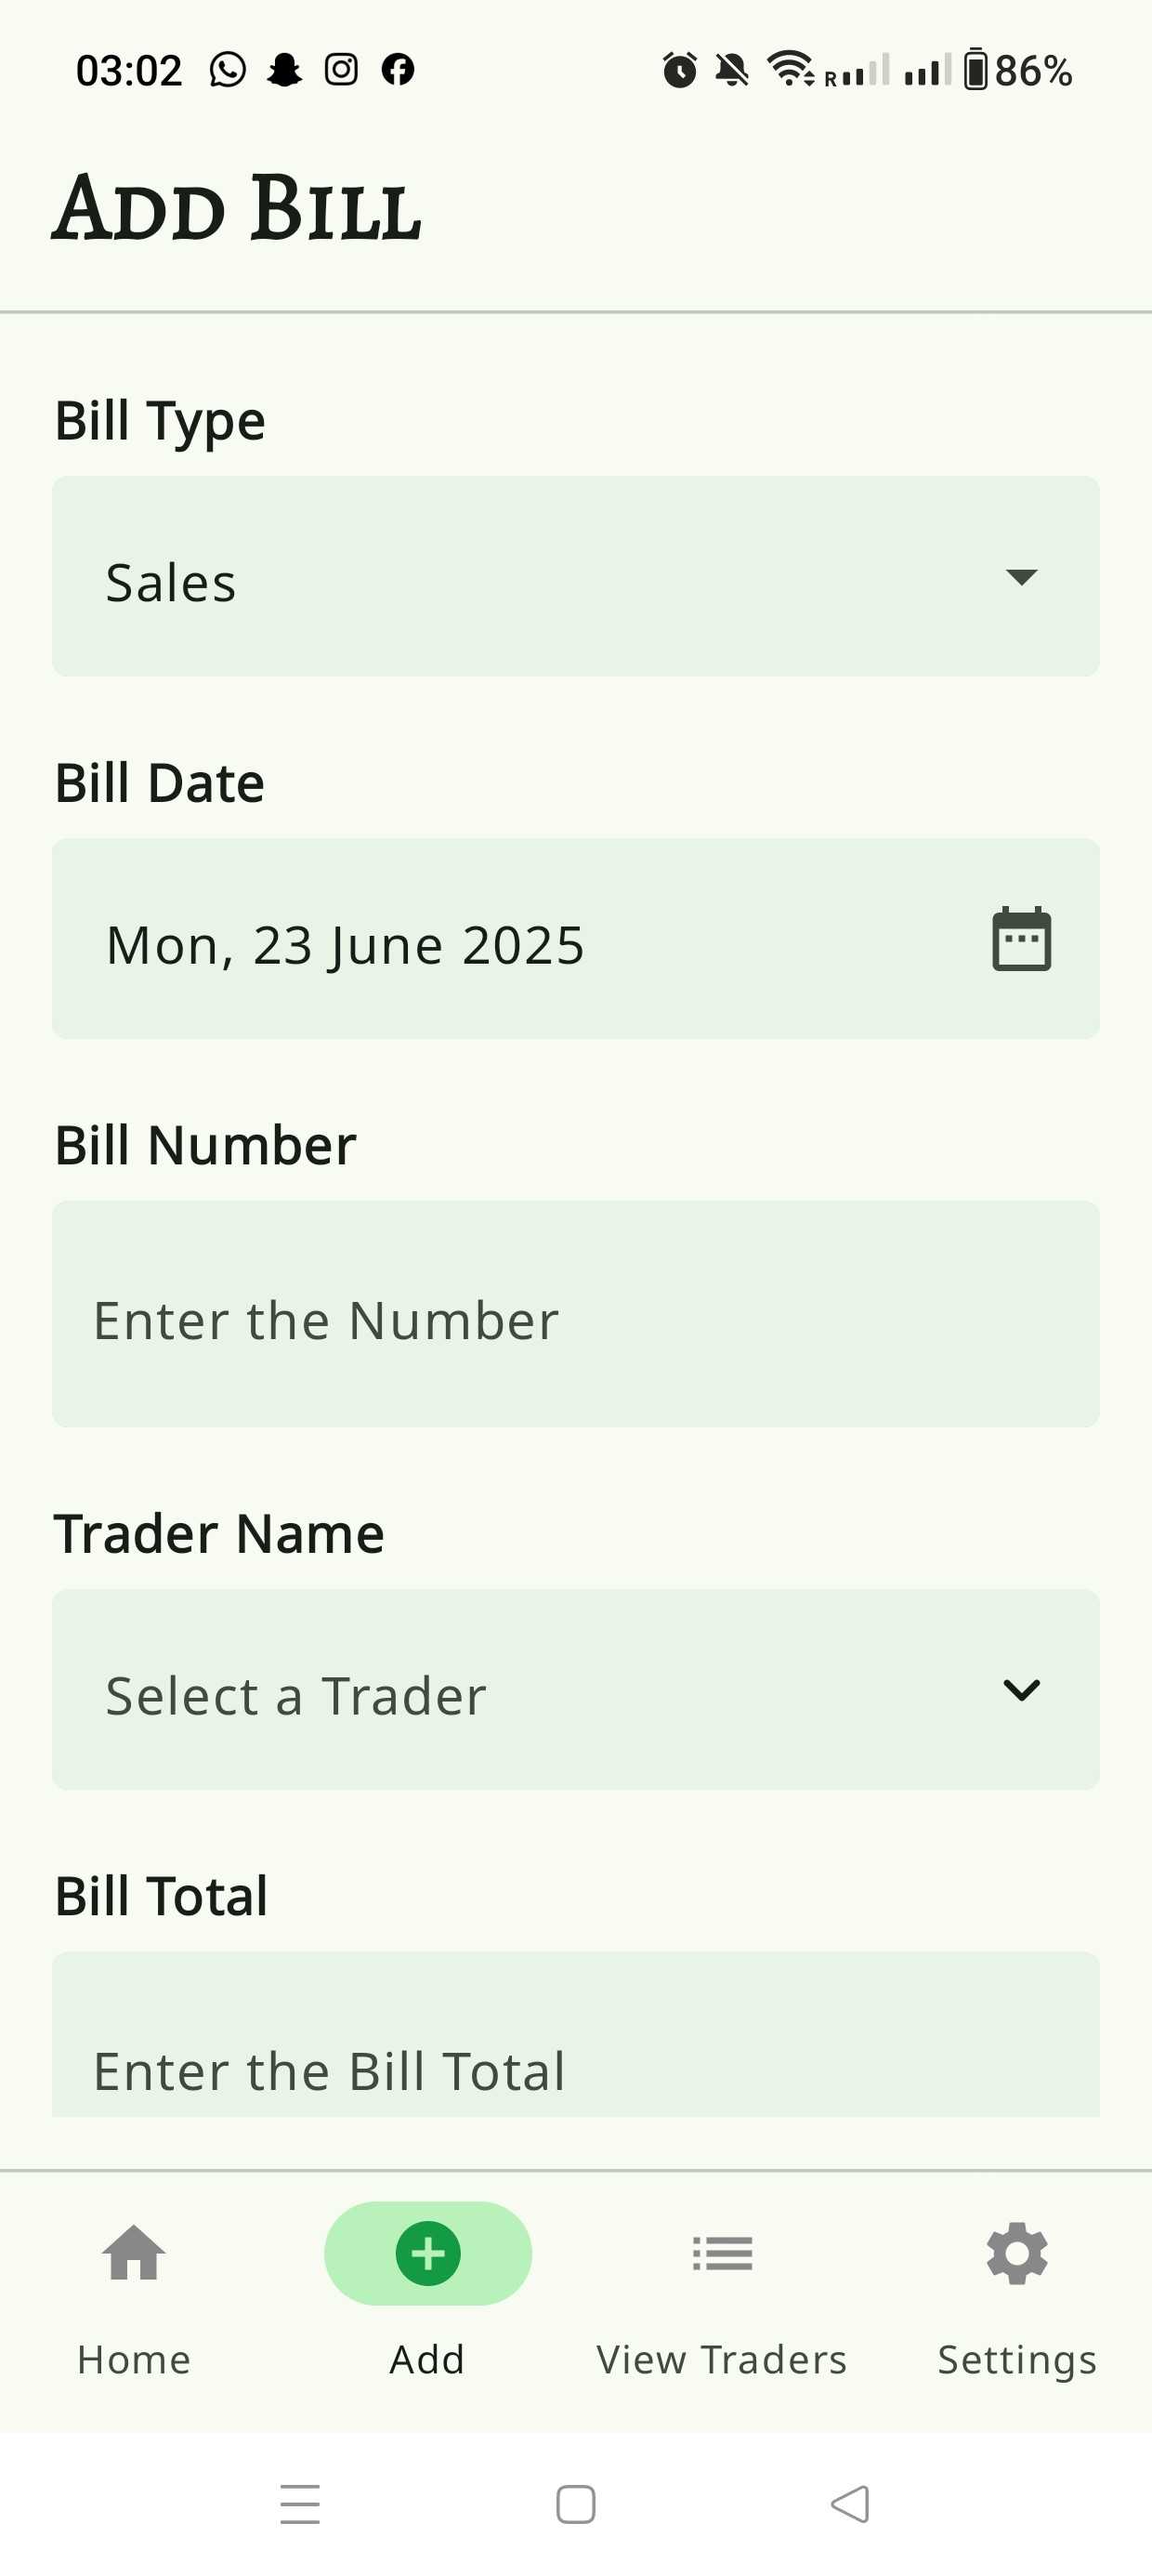 03:02
R
86%
Add Bill
Bill Type
Sales
Bill Date
Mon, 23 June 2025
Bill Number
Enter the Number
Trader Name
Select a Trader
Bill Total
Enter the Bill Total
Home
Add
View Traders
Settings